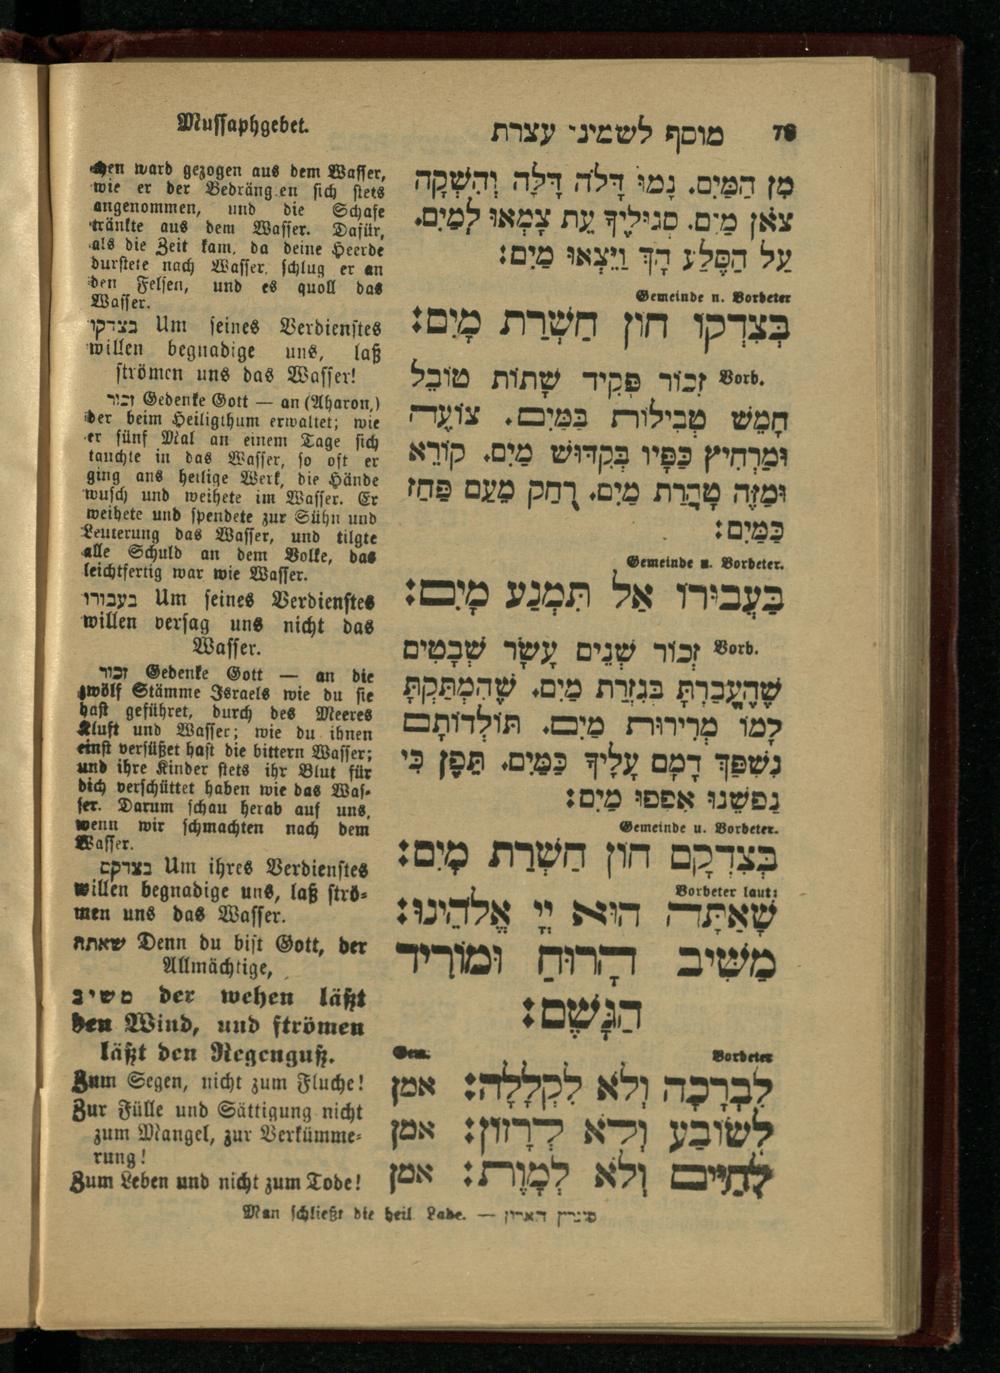 Mussaphgebet.
מוסף לשמיני עצרת 78
chen ward gezogen aus dem Wasser,
wie er der Bedrängten sich stets
angenommen, und die Schafe
tränkte aus dem Wasser. Dafür,
als die Zeit kam, da deine Heerde
durstete nach Wasser, schlug er an
den Felsen, und es quoll das
Wasser.
בצדקו Um seines Verdienstes
willen begnadige uns, laß
strömen uns das Wasser!
זכור Gedenke Gott — an (Aharon,)
der beim Heiligthum erwaltet; wie
er fünf Mal an einem Tage sich
tauchte in das Wasser, so oft er
ging ans heilige Werk, die Hände
wusch und weihete im Wasser. Er
weihete und spendete zur Sühn und
Leuterung das Wasser, und tilgte
alle Schuld an dem Volke, das
leichtfertig war wie Wasser.
בעבורו Um seines Verdienstes
willen versag uns nicht das
Wasser.
זכור Gedenke Gott — an die
zwölf Stämme Israels wie du sie
hast geführet, durch des Meeres
Kluft und Wasser; wie du ihnen
einst versüßet hast die bittern Wasser;
und ihre Kinder stets ihr Blut für
dich verschüttet haben wie das Was-
ser. Darum schau herab auf uns,
wenn wir schmachten nach dem
Wasser.
בצדקם Um ihres Verdienstes
willen begnadige uns, laß strö-
men uns das Wasser.
שאתה Denn du bist Gott, der
Allmächtige,
משיב der wehen läßt
den Wind, und strömen
läßt den Regenguß.
Zum Segen, nicht zum Fluche!
Zur Fülle und Sättigung nicht
zum Mangel, zur Verkümme-
rung!
Zum Leben und nicht zum Tode!
מִן הַמַּיִם. נָמוּ דָּלֹה דָּלָה וְהִשְׁקָה
צֹאן מַיִם. סְגוּלֶיךָ עֵת צָמְאוּ לְמַיִם.
עַל הַסֶּלַע הָךְ וַיֵּצְאוּ מַיִם:
Gemeinde u. Vorbeter
בְּצִדְקוֹ חוֹן חַשְׁרַת מָיִם:
Vorb. זְכוֹר פְּקִיד שָׁתוֹת טוֹבֵל
חָמֵשׁ טְבִילוֹת בַּמַּיִם. צוֹעֶה
וּמַרְחִיץ כַּפָּיו בְּקִדּוּשׁ מַיִם. קוֹרֵא
וּמַזֶּה טָהֳרַת מַיִם. רָחַק מֵעַם פַּחַז
כַּמַּיִם:
Gemeinde u. Vorbeter.
בַּעֲבוּרוֹ אַל תִּמְנַע מָיִם:
Vorb. זְכוֹר שְׁנֵים עָשָׂר שְׁבָטִים
שֶׁהֶעֱבַרְתָּ בְּגִזְרַת מַיִם. שֶׁהִמְתַּקְתָּ
לָמוֹ מְרִירוּת מַיִם. תּוֹלְדוֹתָם
נִשְׁפַּךְ דָּמָם עָלֶיךָ כַּמַּיִם. תֵּפֶן כִּי
נַפְשֵׁנוּ אָפְפוּ מַיִם:
Gemeinde u. Vorbeter.
בְּצִדְקָם חוֹן חַשְׁרַת מָיִם:
Vorbeter laut:
שָׁאַתָּה הוּא יְיָ אֱלֹהֵינוּ:
מַשִּׁיב הָרוּחַ וּמוֹרִיד
הַגָּשֶׁם:
Vorbeter Gem.
לִבְרָכָה וְלֹא לִקְלָלָה: אמן
לְשׂוֹבַע וְלֹא לְרָזוֹן: אמן
לְחַיִּים וְלֹא לְמָוֶת: אמן
Man schließt die heil. Lade. — סוגרין הארון